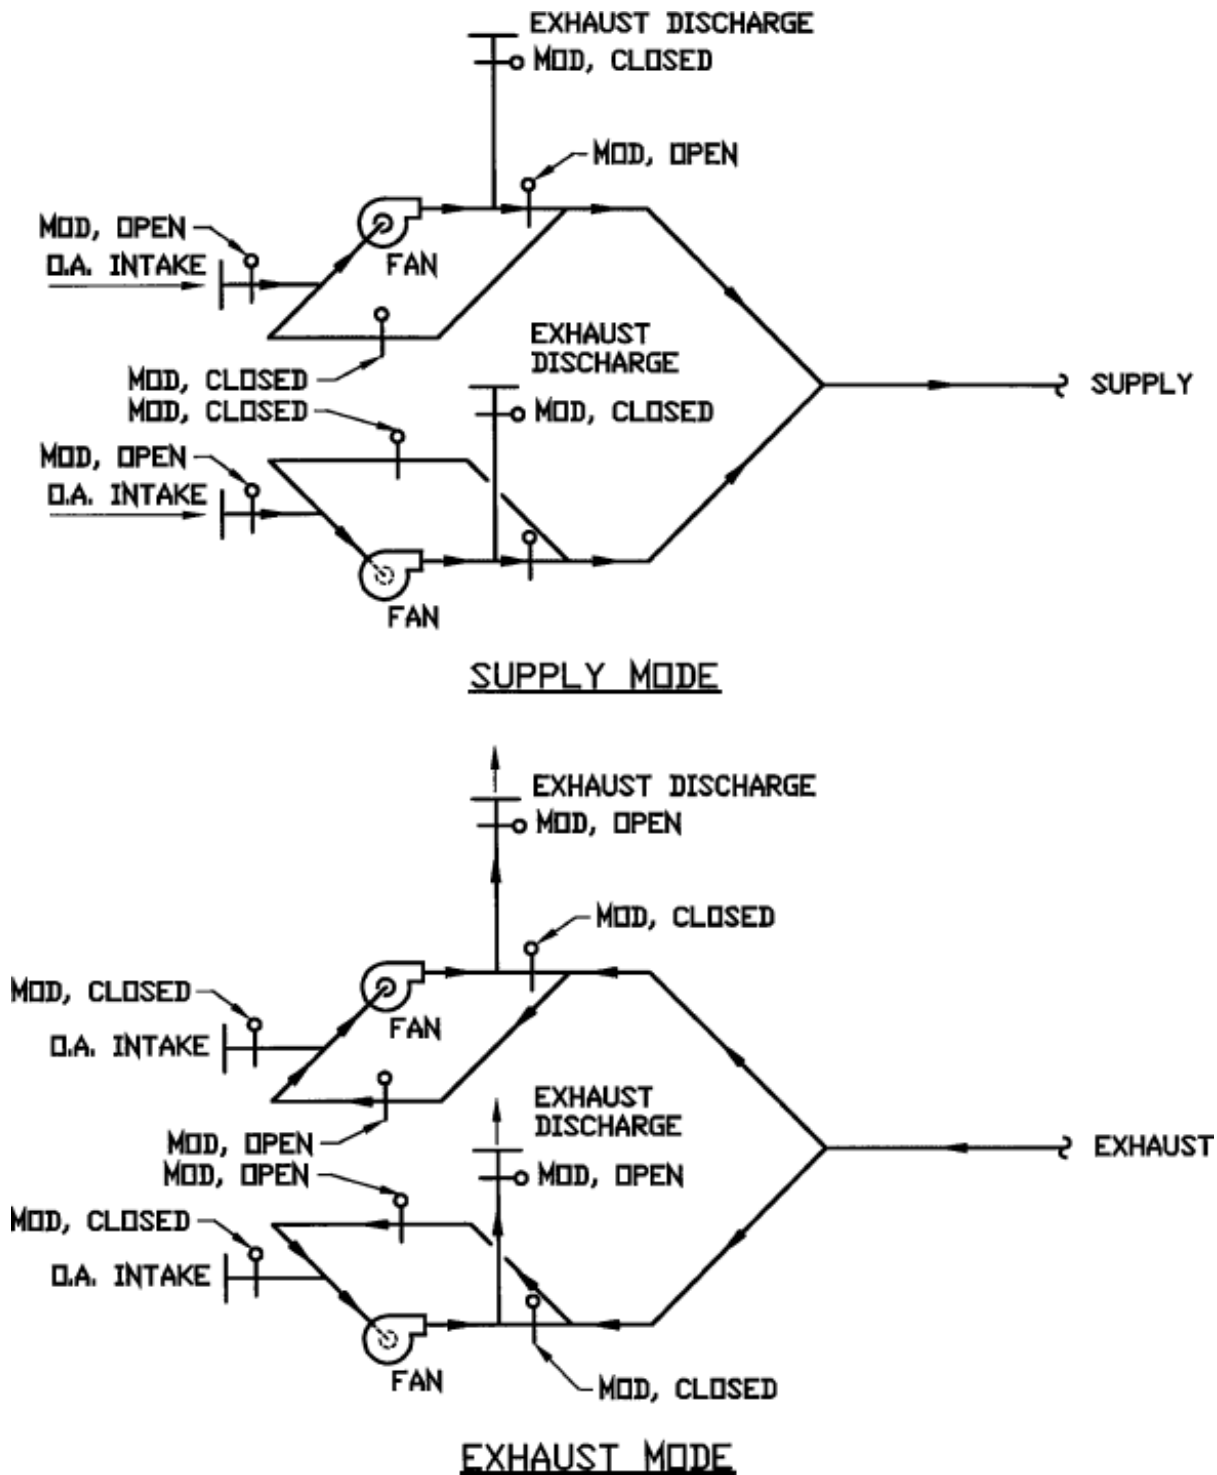 EXHAUST DISCHARGE
MOD, CLOSED
MOD, OPEN
MOD, OPEN
O.A. INTAKE
FAN
EXHAUST
DISCHARGE
MOD, CLOSED
MOD, CLOSED
MOD, CLOSED
SUPPLY
MOD, OPEN
O.A. INTAKE
FAN
SUPPLY MODE
EXHAUST DISCHARGE
MOD, OPEN
MOD, CLOSED
MOD, CLOSED
O.A. INTAKE
FAN
EXHAUST
DISCHARGE
MOD, OPEN
MOD, OPEN
MOD, OPEN
EXHAUST
MOD, CLOSED
O.A. INTAKE
FAN
MOD, CLOSED
EXHAUST MODE